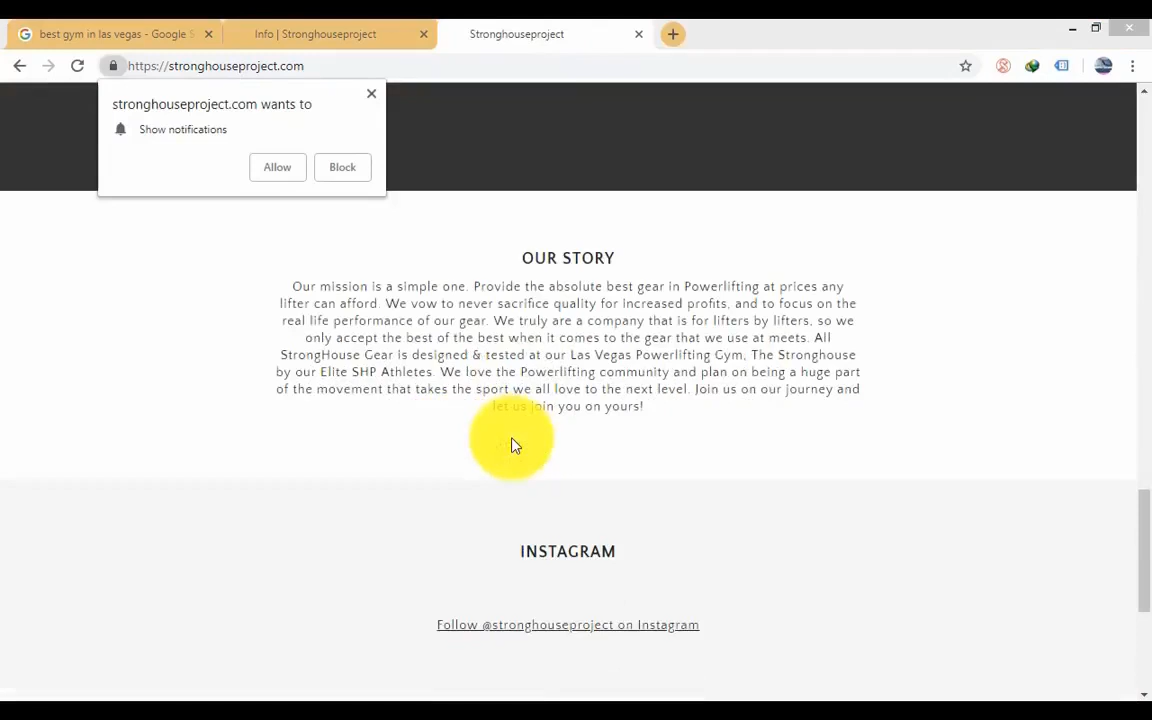 best gym in las vegas - Google S
Info | Stronghouseproject
Stronghouseproject
https://stronghouseproject.com
stronghouseproject.com wants to
Show notifications
Allow
Block
OUR STORY
Our mission is a simple one. Provide the absolute best gear in Powerlifting at prices any
lifter can afford. We vow to never sacrifice quality for increased profits, and to focus on the
real life performance of our gear. We truly are a company that is for lifters by lifters, so we
only accept the best of the best when it comes to the gear that we use at meets. All
StrongHouse Gear is designed & tested at our Las Vegas Powerlifting Gym, The Stronghouse
by our Elite SHP Athletes. We love the Powerlifting community and plan on being a huge part
of the movement that takes the sport we all love to the next level. Join us on our journey and
let us join you on yours!
INSTAGRAM
Follow @stronghouseproject on Instagram